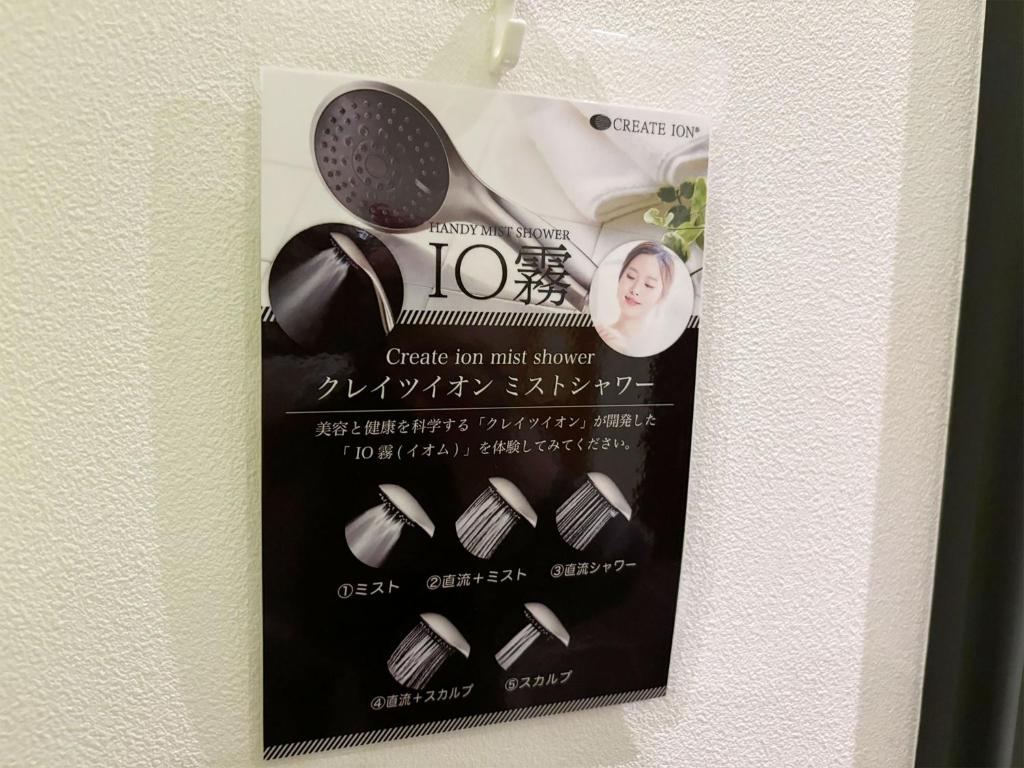 CREATE ION®
HANDY MIST SHOWER
IO霧
Create ion mist shower
クレイツイオン ミストシャワー
美容と健康を科学する「クレイツイオン」が開発した
「 IO 霧 ( イオム ) 」を体験してみてください。
①ミスト ②直流+ミスト ③直流シャワー
④直流+スカルプ ⑤スカルプ